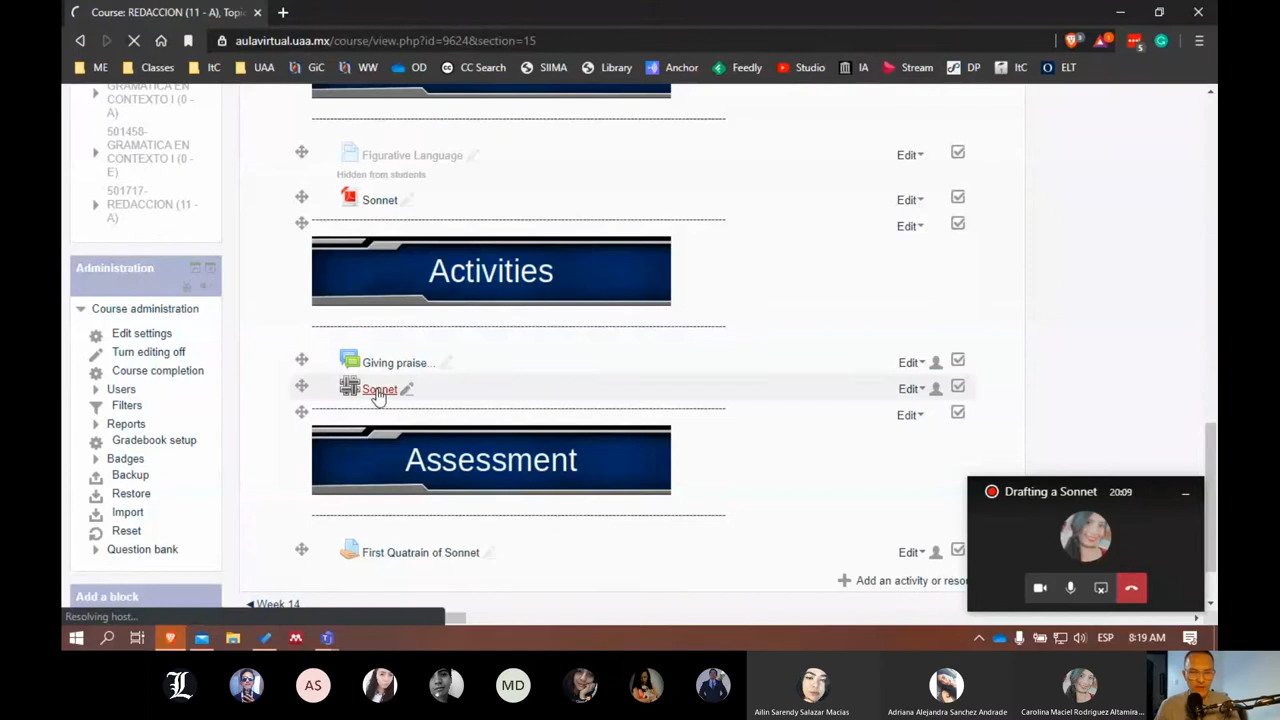 Course: REDACCION (11 - A), Topi
aulavirtual.uaa.mx/course/view.php?id=9624&section=15
3
1
5
ME Classes ItC UAA GiC WW OD CC Search SIIMA Library Anchor Feedly Studio IA Stream DP ItC ELT
GRAMATICA EN
CONTEXTO I (0 -
A)
501458-
GRAMATICA EN
CONTEXTO I (0 -
E)
501717-
REDACCION (11 -
A)
Administration
Course administration
Edit settings
Turn editing off
Course completion
Users
Filters
Reports
Gradebook setup
Badges
Backup
Restore
Import
Reset
Question bank
Add a block
Resolving host...
FIgurative Language
Edit
Hidden from students
Sonnet
Edit
Edit
Activities
Giving praise...
Edit
Sonnet
Edit
Edit
Assessment
First Quatrain of Sonnet
Edit
Add an activity or reso
Week 14
Drafting a Sonnet 20:09
ESP 8:19 AM
L
AS
MD
Ailin Sarendy Salazar Macias
Adriana Alejandra Sanchez Andrade
Carolina Maciel Rodriguez Altamira...